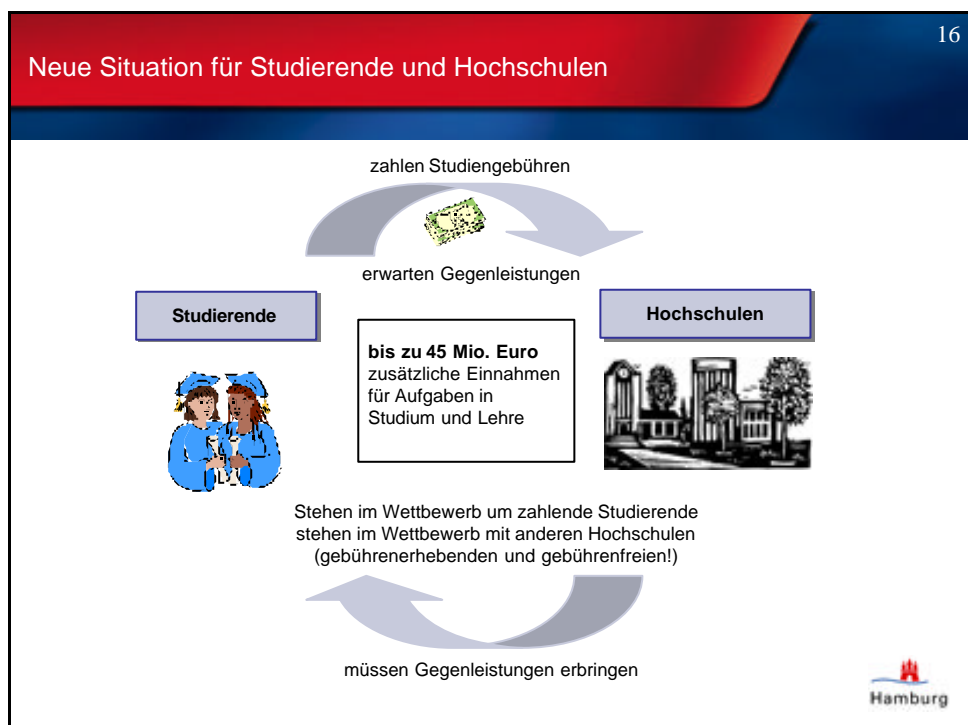 16
Neue Situation für Studierende und Hochschulen
zahlen Studiengebühren
erwarten Gegenleistungen
Studierende
Hochschulen
bis zu 45 Mio. Euro
zusätzliche Einnahmen
für Aufgaben in
Studium und Lehre
Stehen im Wettbewerb um zahlende Studierende
stehen im Wettbewerb mit anderen Hochschulen
(gebührenerhebenden und gebührenfreien!)
müssen Gegenleistungen erbringen
Hamburg